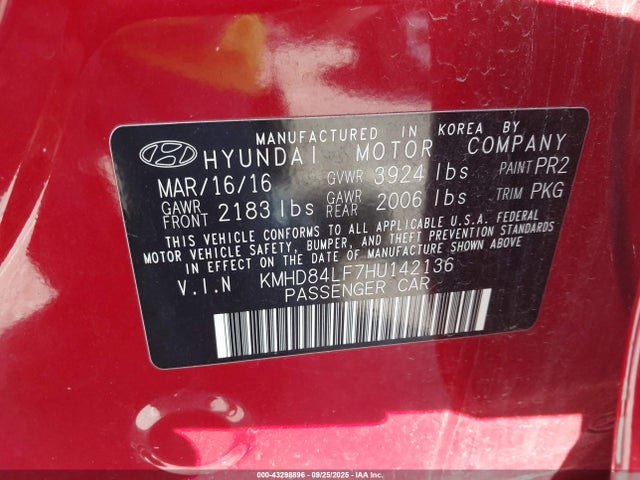 MANUFACTURED IN KOREA BY
HYUNDAI MOTOR COMPANY
MAR/16/16 GVWR 3924 lbs PAINT PR2
GAWR FRONT 2183 lbs GAWR REAR 2006 lbs TRIM PKG
THIS VEHICLE CONFORMS TO ALL APPLICABLE U.S.A. FEDERAL
MOTOR VEHICLE SAFETY, BUMPER, AND THEFT PREVENTION STANDARDS
IN EFFECT ON THE DATE OF MANUFACTURE SHOWN ABOVE.
V.I.N KMHD84LF7HU142136
PASSENGER CAR
000-43298896 - 09/25/2025 - IAA, Inc.